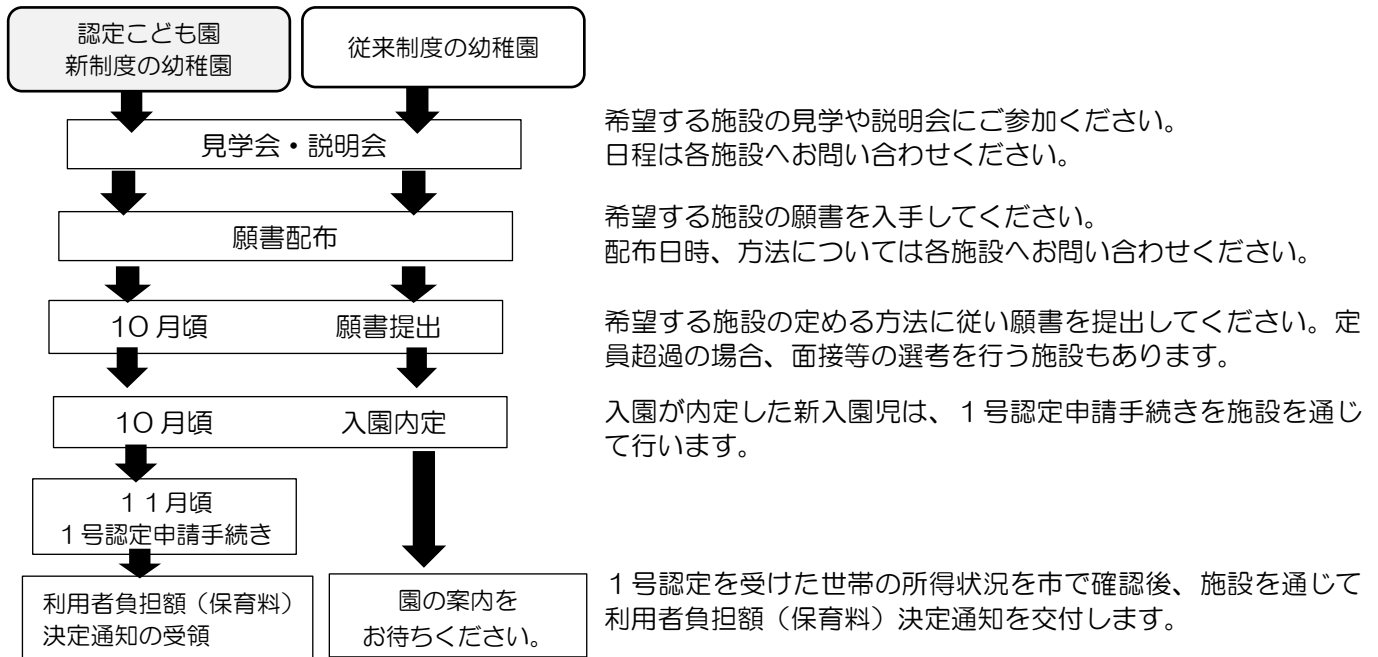 認定こども園
新制度の幼稚園
従来制度の幼稚園
見学会・説明会
希望する施設の見学や説明会にご参加ください。
日程は各施設へお問い合わせください。
願書配布
希望する施設の願書を入手してください。
配布日時、方法については各施設へお問い合わせください。
10月頃 願書提出
希望する施設の定める方法に従い願書を提出してください。定
員超過の場合、面接等の選考を行う施設もあります。
10月頃 入園内定
入園が内定した新入園児は、1号認定申請手続きを施設を通じ
て行います。
11月頃
1号認定申請手続き
利用者負担額（保育料）
決定通知の受領
園の案内を
お待ちください。
1号認定を受けた世帯の所得状況を市で確認後、施設を通じて
利用者負担額（保育料）決定通知を交付します。